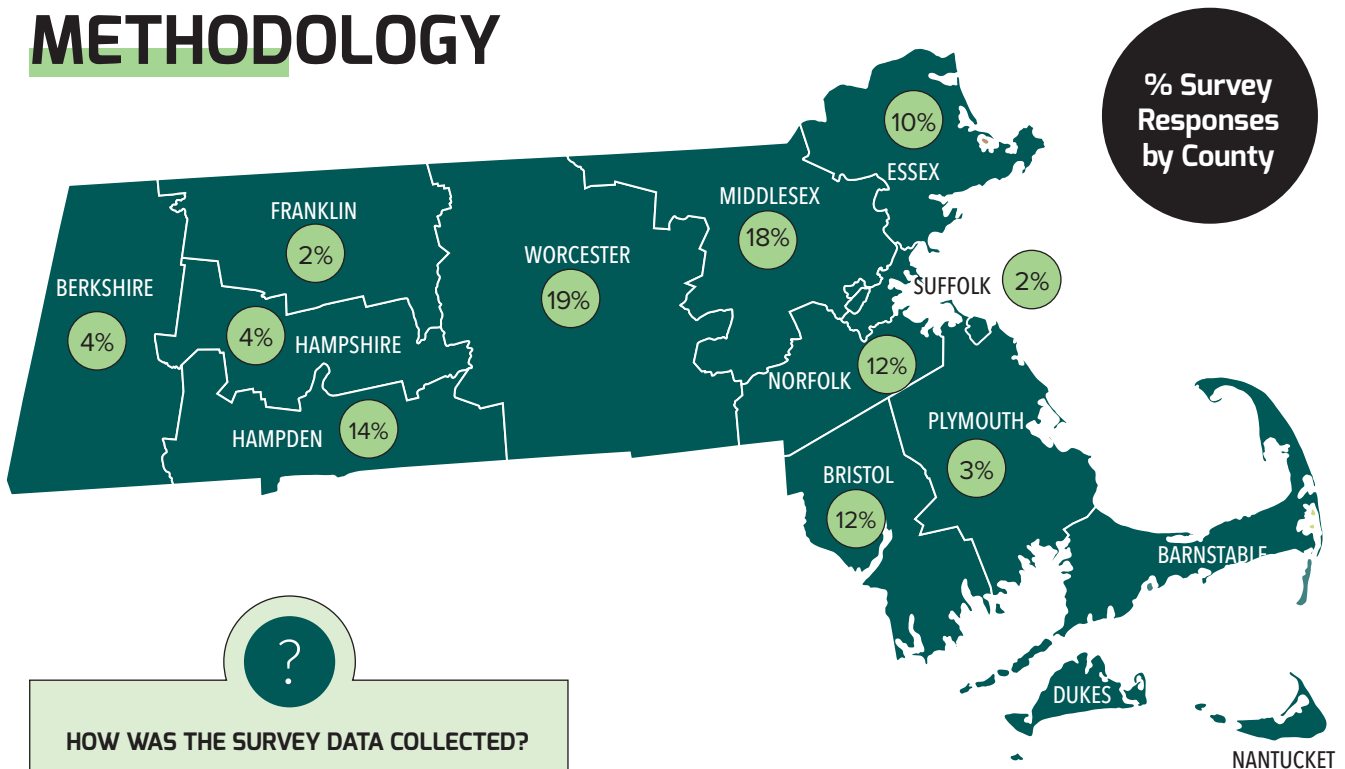 METHODOLOGY
% Survey
Responses
by County
10%
ESSEX
MIDDLESEX
18%
FRANKLIN
2%
WORCESTER
19%
BERKSHIRE
4%
4%
HAMPSHIRE
SUFFOLK
2%
NORFOLK
12%
HAMPDEN
14%
PLYMOUTH
3%
BRISTOL
12%
BARNSTABLE
DUKES
NANTUCKET
?
HOW WAS THE SURVEY DATA COLLECTED?